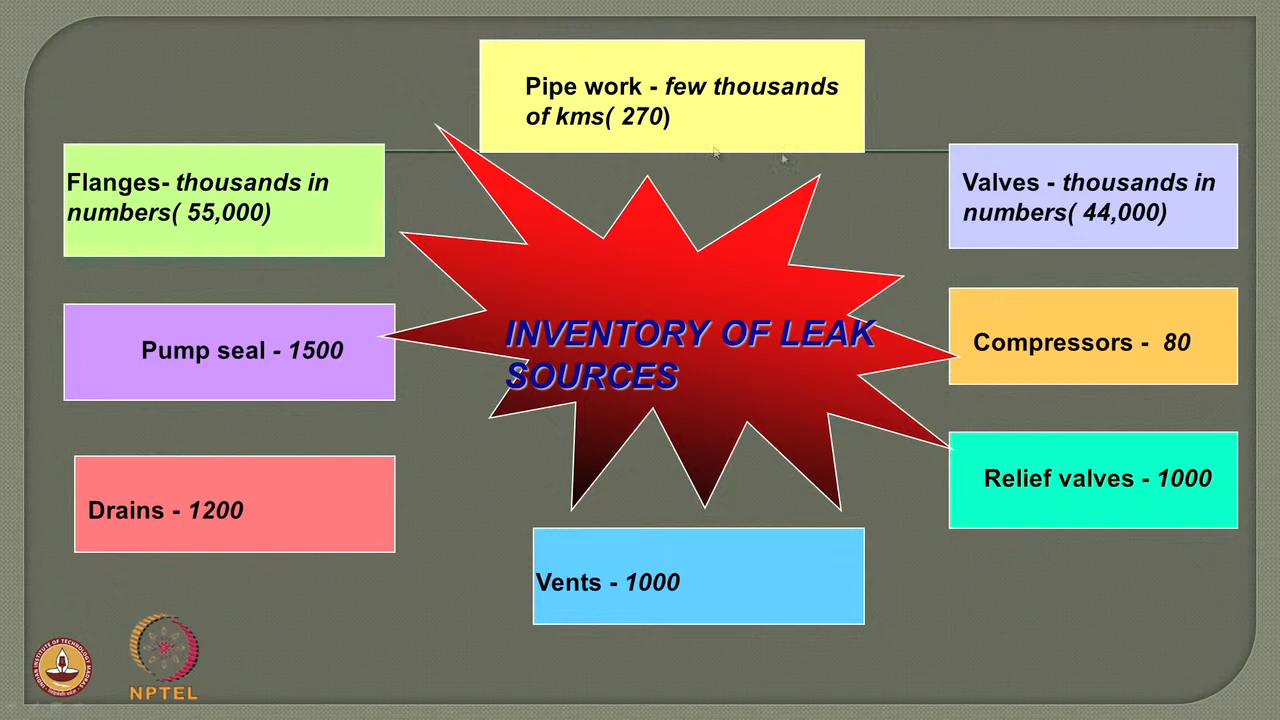 Pipe work - few thousands
of kms( 270)
Flanges- thousands in
numbers( 55,000)
Valves - thousands in
numbers( 44,000)
INVENTORY OF LEAK
SOURCES
Pump seal - 1500
Compressors - 80
Drains - 1200
Relief valves - 1000
Vents - 1000
NPTEL